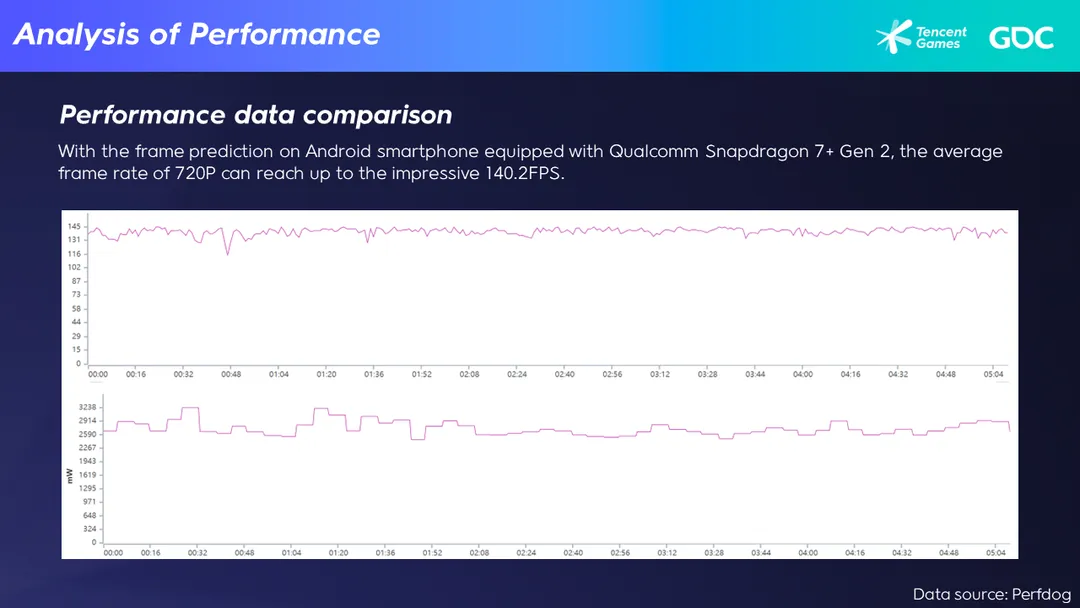 Analysis of Performance
Tencent
Games
GDC
Performance data comparison
With the frame prediction on Android smartphone equipped with Qualcomm Snapdragon 7+ Gen 2, the average
frame rate of 720P can reach up to the impressive 140.2FPS.
145
131
116
102
87
73
58
44
29
15
0
00:00 00:16 00:32 00:48 01:04 01:20 01:36 01:52 02:08 02:24 02:40 02:56 03:12 03:28 03:44 04:00 04:16 04:32 04:48 05:04
3238
2914
2590
2267
1943
1619
1295
971
648
324
0
mW
00:00 00:16 00:32 00:48 01:04 01:20 01:36 01:52 02:08 02:24 02:40 02:56 03:12 03:28 03:44 04:00 04:16 04:32 04:48 05:04
Data source: Perfdog